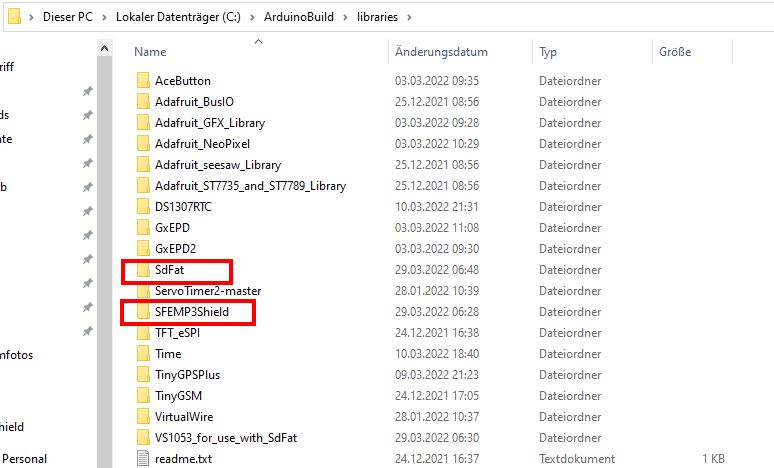 Dieser PC > Lokaler Datenträger (C:) > ArduinoBuild > libraries >
Name Änderungsdatum Typ Größe
riff
ds
te
b
nfotos
hield
Personal
AceButton 03.03.2022 09:35 Dateiordner
Adafruit_BusIO 25.12.2021 08:56 Dateiordner
Adafruit_GFX_Library 03.03.2022 09:28 Dateiordner
Adafruit_NeoPixel 03.03.2022 10:29 Dateiordner
Adafruit_seesaw_Library 25.12.2021 08:56 Dateiordner
Adafruit_ST7735_and_ST7789_Library 25.12.2021 08:56 Dateiordner
DS1307RTC 10.03.2022 21:31 Dateiordner
GxEPD 03.03.2022 11:08 Dateiordner
GxEPD2 03.03.2022 09:30 Dateiordner
SdFat 29.03.2022 06:48 Dateiordner
ServoTimer2-master 28.01.2022 10:39 Dateiordner
SFEMP3Shield 29.03.2022 06:28 Dateiordner
TFT_eSPI 24.12.2021 16:38 Dateiordner
Time 10.03.2022 18:40 Dateiordner
TinyGPSPlus 09.03.2022 21:23 Dateiordner
TinyGSM 24.12.2021 17:05 Dateiordner
VirtualWire 28.01.2022 10:37 Dateiordner
VS1053_for_use_with_SdFat 29.03.2022 06:30 Dateiordner
readme.txt 24.12.2021 16:37 Textdokument 1 KB